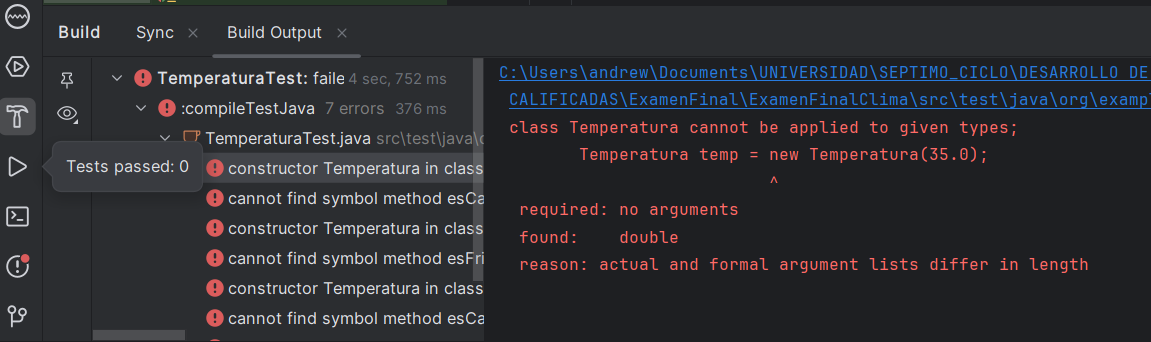 Build
Sync
Build Output
TemperaturaTest: faile 4 sec, 752 ms
:compileTestJava 7 errors 376 ms
TemperaturaTest.java src\test\java\
constructor Temperatura in class
cannot find symbol method esCa
constructor Temperatura in class
cannot find symbol method esFri
constructor Temperatura in class
cannot find symbol method esCa
Tests passed: 0
C:\Users\andrew\Documents\UNIVERSIDAD\SEPTIMO_CICLO\DESARROLLO DE
CALIFICADAS\ExamenFinal\ExamenFinalClima\src\test\java\org\examp
class Temperatura cannot be applied to given types;
Temperatura temp = new Temperatura(35.0);
^
required: no arguments
found: double
reason: actual and formal argument lists differ in length